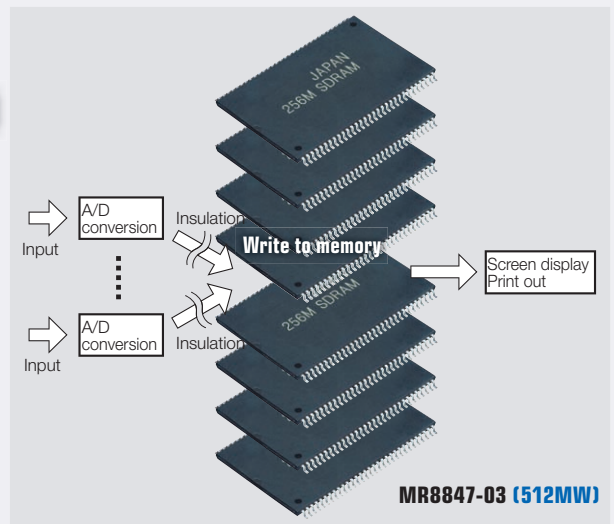 JAPAN
256M SDRAM
A/D
conversion
Insulation
Input
Write to memory
Screen display
Print out
256M SDRAM
A/D
conversion
Insulation
Input
MR8847-03 (512MW)